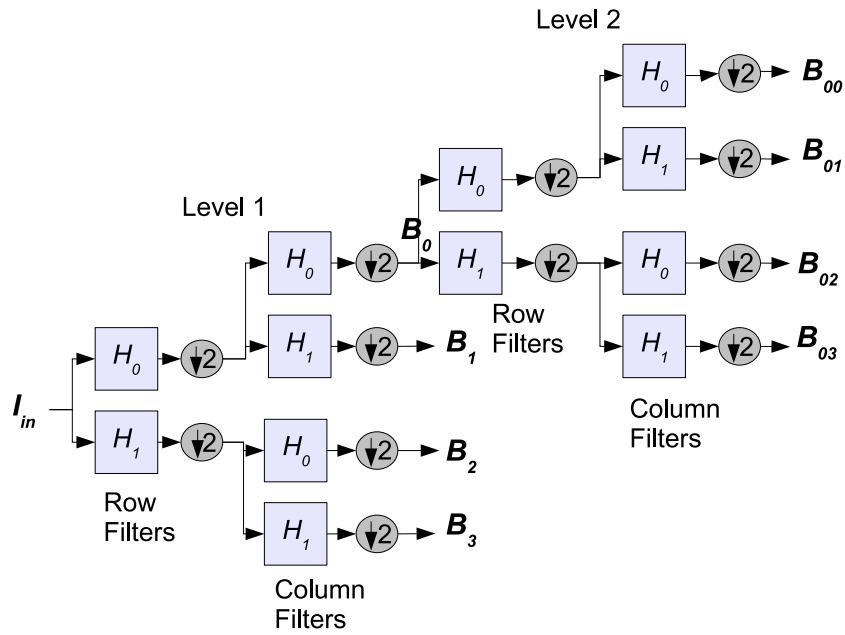 Level 2
H0
↓2
B00
H1
↓2
B01
H0
↓2
Level 1
H0
↓2
B0
H1
↓2
H0
↓2
B02
Row
Filters
H1
↓2
B03
H0
↓2
H1
↓2
B1
Iin
H1
↓2
H0
↓2
B2
Column
Filters
Row
Filters
H1
↓2
B3
Column
Filters